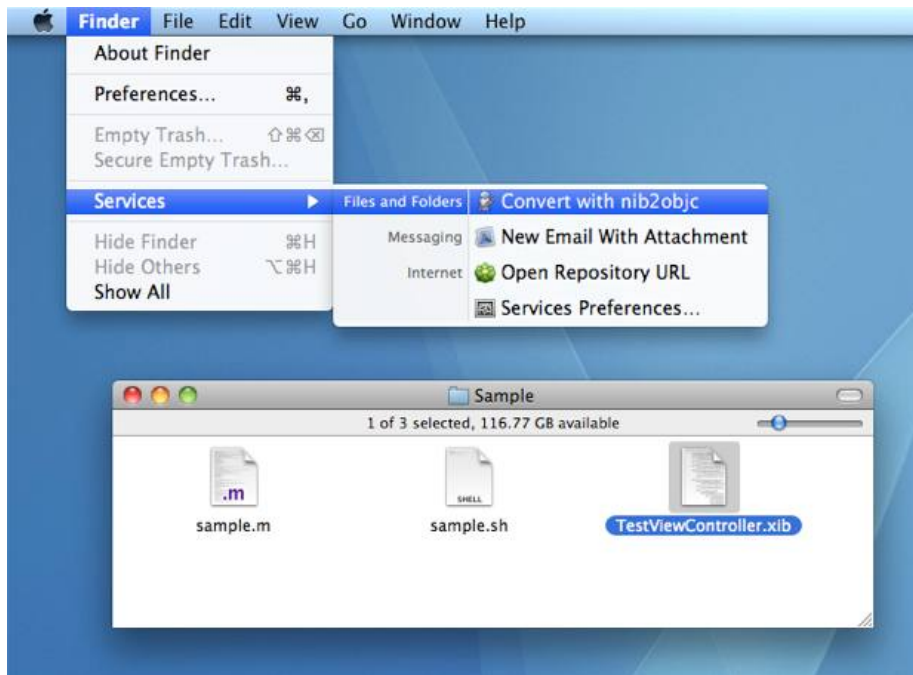 Finder File Edit View Go Window Help
About Finder
Preferences... ⌘,
Empty Trash... ⇧⌘⌫
Secure Empty Trash...
Services ▶
Files and Folders Convert with nib2objc
Messaging New Email With Attachment
Internet Open Repository URL
Services Preferences...
Hide Finder ⌘H
Hide Others ⌥⌘H
Show All
Sample
1 of 3 selected, 116.77 GB available
.m
SHELL
sample.m
sample.sh
TestViewController.xib